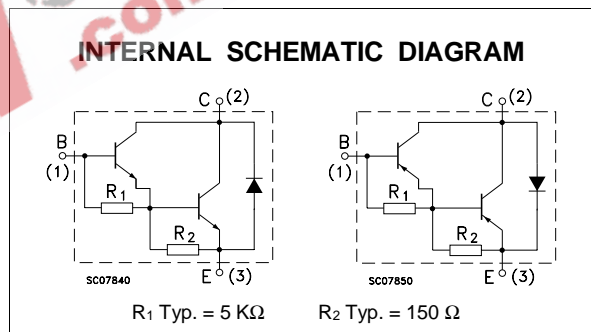 .com
INTERNAL SCHEMATIC DIAGRAM
C (2)
B
(1)
R1
R2
SC07840
E (3)
C (2)
B
(1)
R1
R2
SC07850
E (3)
R1 Typ. = 5 KΩ R2 Typ. = 150 Ω